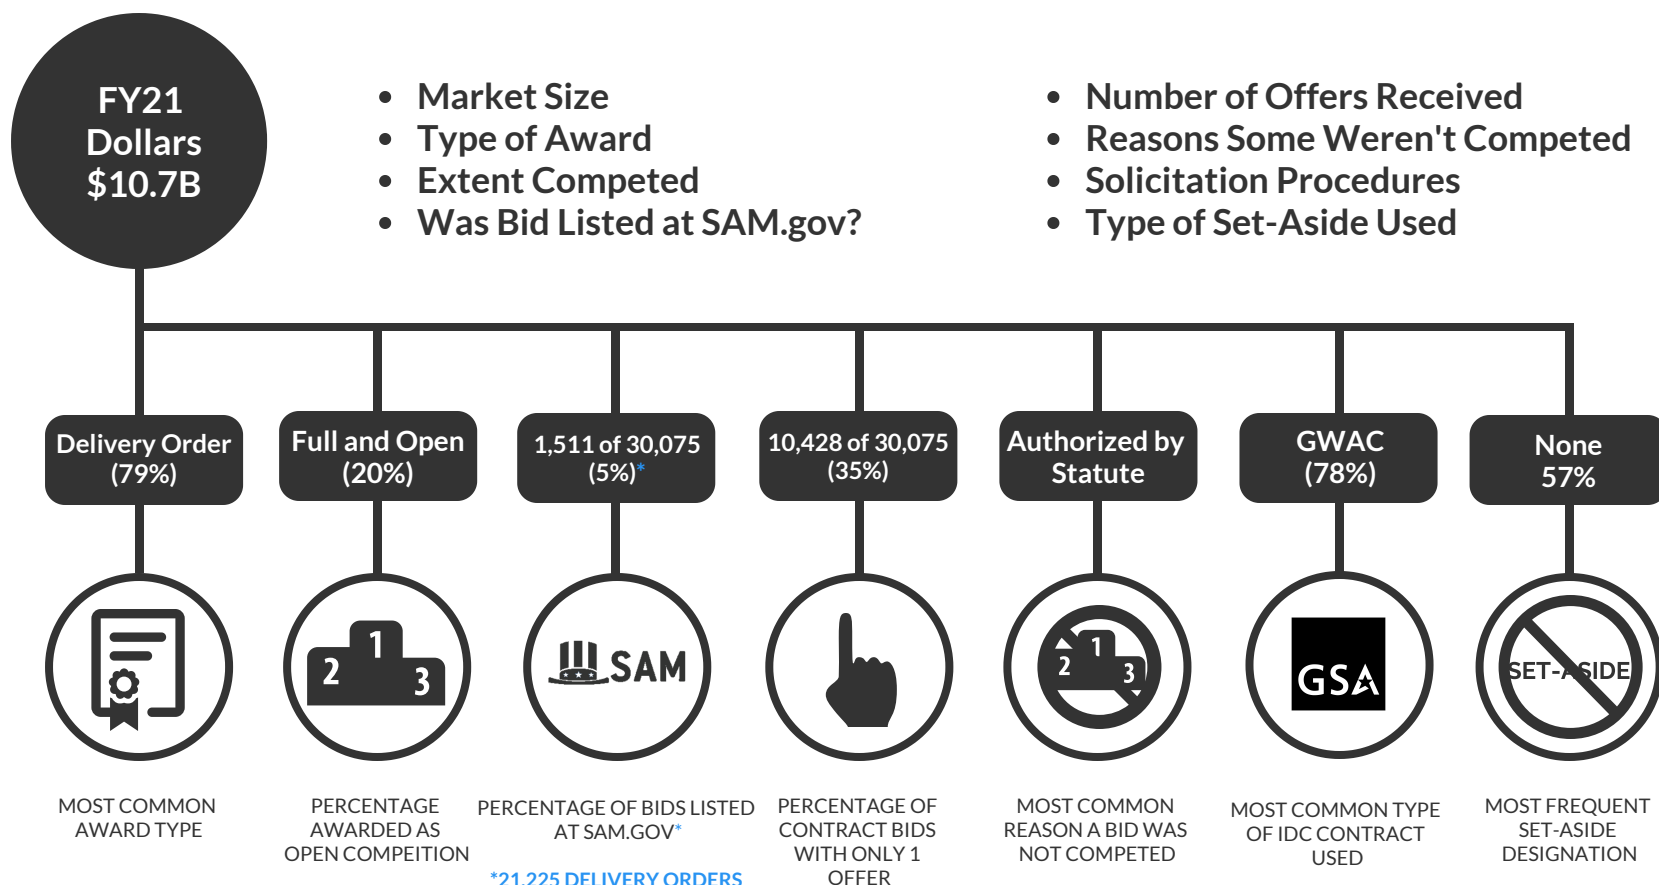 FY21
Dollars
$10.7B
• Market Size
• Type of Award
• Extent Competed
• Was Bid Listed at SAM.gov?
• Number of Offers Received
• Reasons Some Weren't Competed
• Solicitation Procedures
• Type of Set-Aside Used
Delivery Order
(79%)
Full and Open
(20%)
1,511 of 30,075
(5%)*
10,428 of 30,075
(35%)
Authorized by
Statute
GWAC
(78%)
None
57%
2 1 3
SAM
2 1 3
GSA
SET-ASIDE
MOST COMMON
AWARD TYPE
PERCENTAGE
AWARDED AS
OPEN COMPEITION
PERCENTAGE OF BIDS LISTED
AT SAM.GOV*
*21,225 DELIVERY ORDERS
PERCENTAGE OF
CONTRACT BIDS
WITH ONLY 1
OFFER
MOST COMMON
REASON A BID WAS
NOT COMPETED
MOST COMMON TYPE
OF IDC CONTRACT
USED
MOST FREQUENT
SET-ASIDE
DESIGNATION